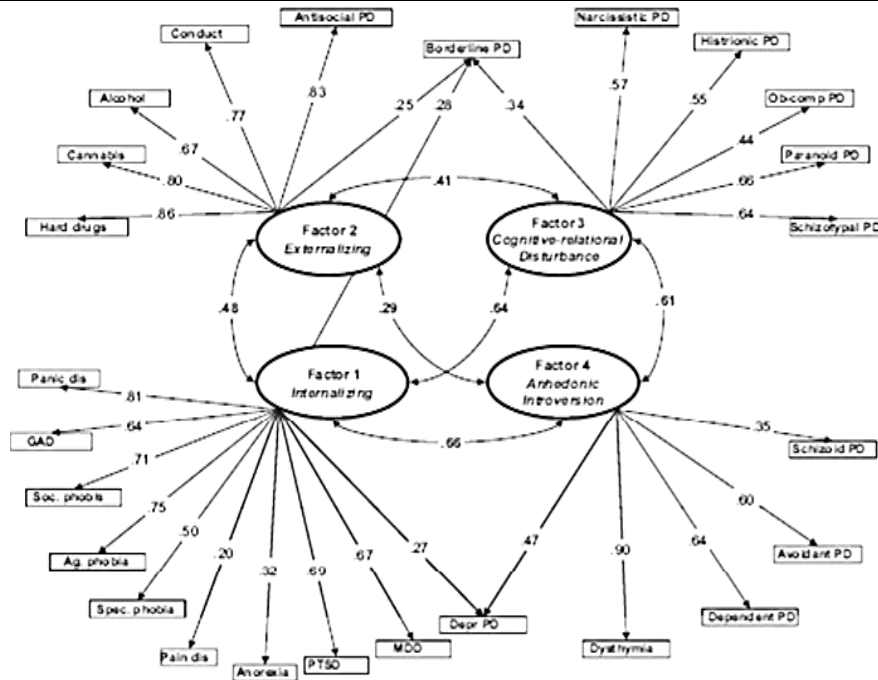 Antisocial PD
Narcissistic PD
Conduct
Borderline PD
Histrionic PD
Alcohol
.83
.57
Ob-comp PD
.77
.25
.28
.34
.55
Cannabis
.67
.44
Paranoid PD
.80
.66
Hard drugs
.86
.41
.64
Schizotypal PD
Factor 2
Externalizing
Factor 3
Cognitive-relational
Disturbance
.48
.29
.64
.61
Factor 1
Internalizing
Factor 4
Anhedonic
Introversion
Panic dis
.81
GAD
.64
.66
.35
Schizoid PD
Soc. phobia
.71
.75
.60
Ag. phobia
.50
.20
.32
.69
.67
.27
.47
.90
.64
Avoidant PD
Spec. phobia
Depr PD
Dependent PD
Pain dis
Anorexia
PTSD
MDD
Dysthymia